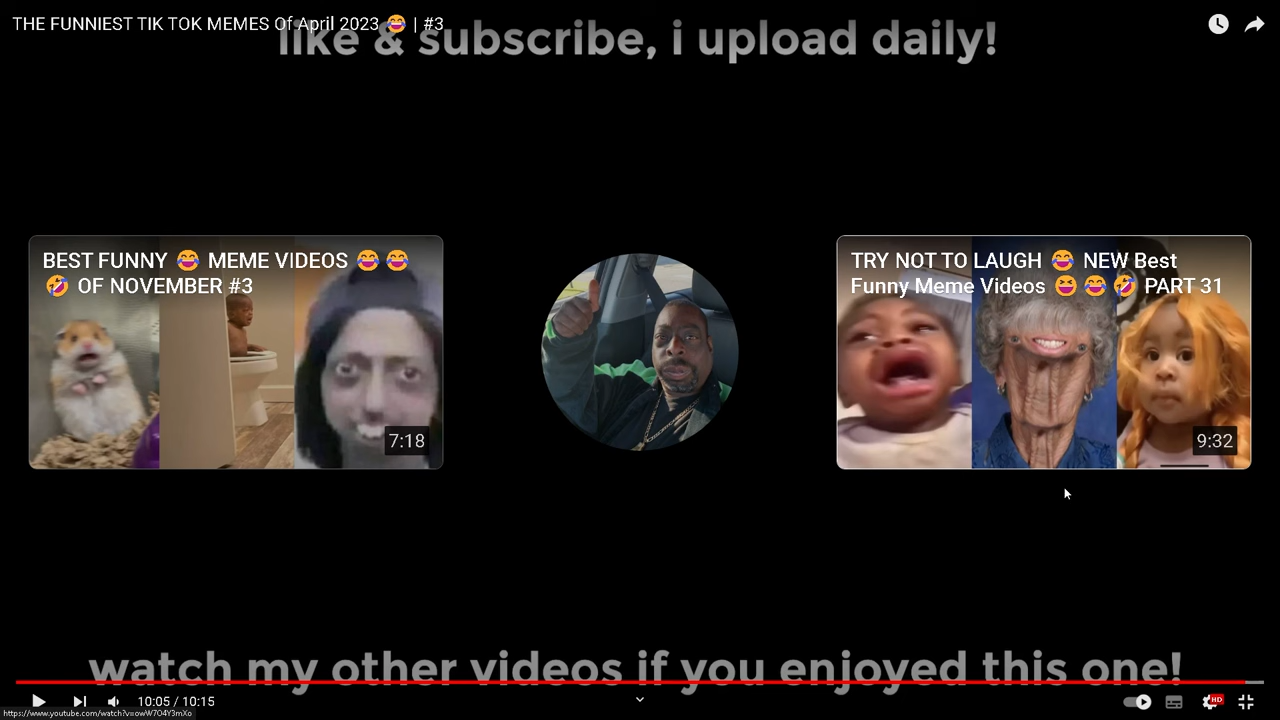 THE FUNNIEST TIK TOK MEMES Of April 2023 😂 | #3
like & subscribe, i upload daily!
BEST FUNNY 😂 MEME VIDEOS 😂 😂
🤣 OF NOVEMBER #3
7:18
TRY NOT TO LAUGH 😂 NEW Best
Funny Meme Videos 😆 😂 🤣 PART 31
9:32
watch my other videos if you enjoyed this one!
10:05 / 10:15
HD